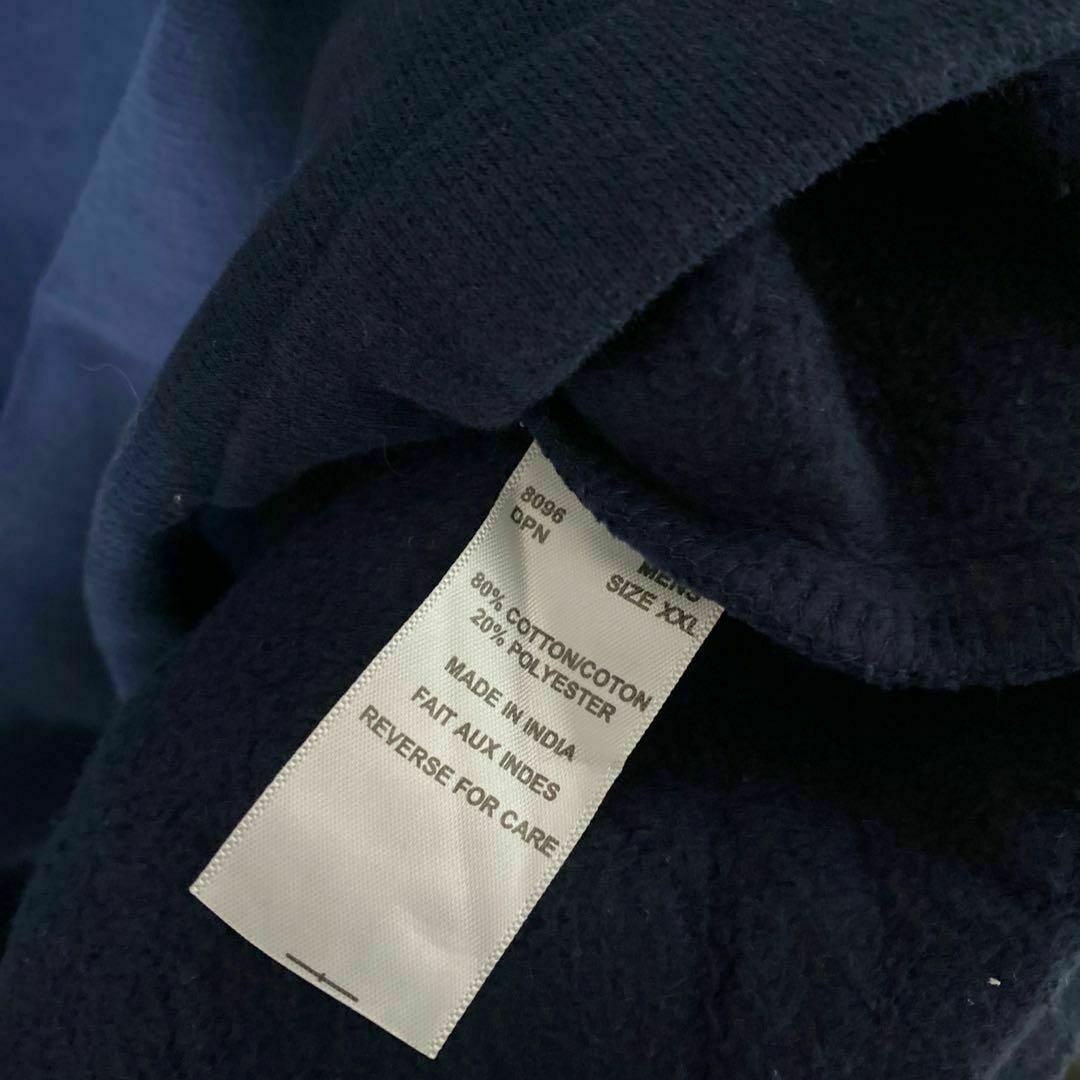 8096
DPN
MENS
SIZE XXL
80% COTTON/COTON
20% POLYESTER
MADE IN INDIA
FAIT AUX INDES
REVERSE FOR CARE